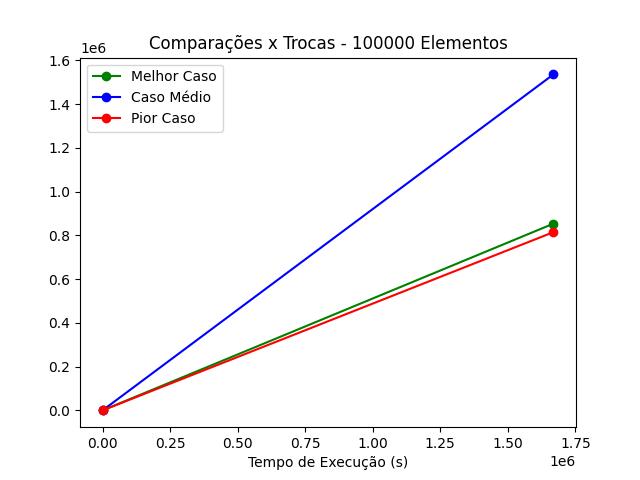 Comparações x Trocas - 100000 Elementos
1e6
1.6
1.4
1.2
1.0
0.8
0.6
0.4
0.2
0.0
Melhor Caso
Caso Médio
Pior Caso
0.00 0.25 0.50 0.75 1.00 1.25 1.50 1.75
1e6
Tempo de Execução (s)